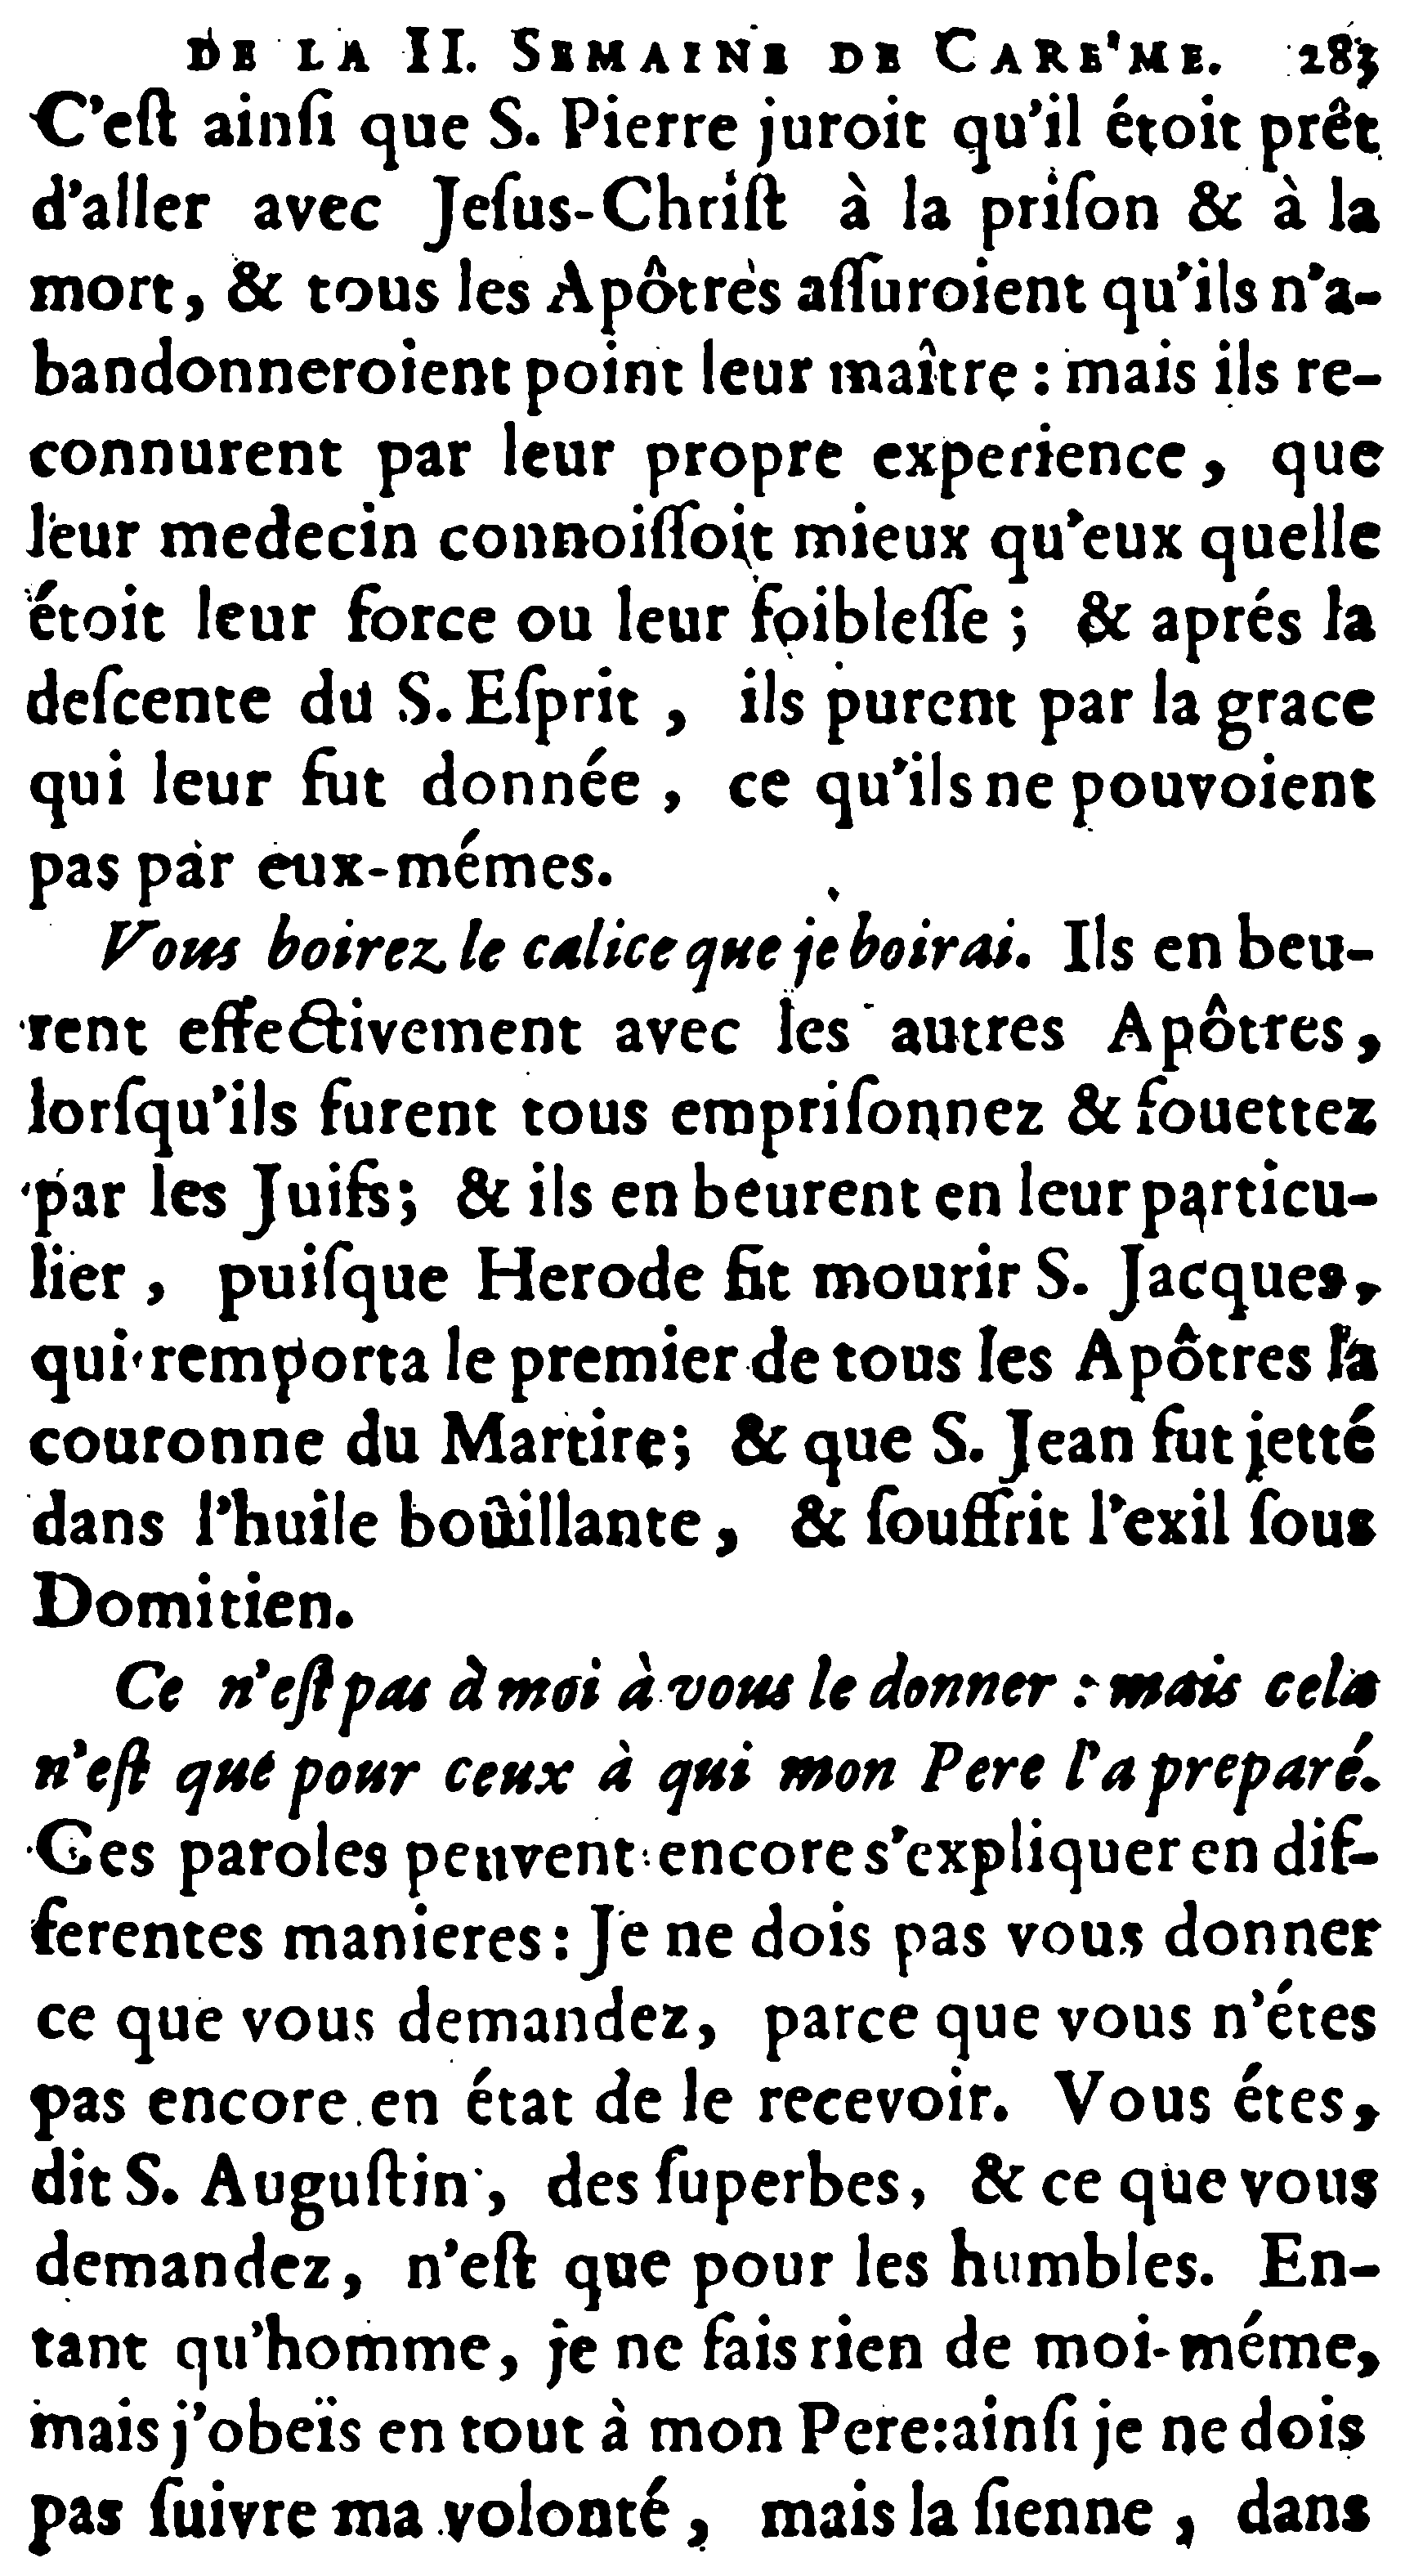 DE LA II. SEMAINE DE CARE'ME. 283
C'eſt ainſi que S. Pierre juroit qu'il étoit prêt
d'aller avec Jeſus-Chriſt à la priſon & à la
mort, & tous les Apôtres aſſuroient qu'ils n'a-
bandonneroient point leur maître : mais ils re-
connurent par leur propre experience, que
leur medecin connoiſſoit mieux qu'eux quelle
étoit leur force ou leur foibleſſe ; & aprés la
deſcente du S. Eſprit , ils purent par la grace
qui leur fut donnée , ce qu'ils ne pouvoient
pas par eux-mémes.
Vous boirez le calice que je boirai. Ils en beu-
rent effectivement avec les autres Apôtres,
lorſqu'ils furent tous empriſonnez & fouettez
par les Juifs; & ils en beurent en leur particu-
lier , puiſque Herode fit mourir S. Jacques,
qui remporta le premier de tous les Apôtres la
couronne du Martire; & que S. Jean fut jetté
dans l'huile boüillante, & ſouffrit l'exil ſous
Domitien.
Ce n'eſt pas à moi à vous le donner : mais cela
n'eſt que pour ceux à qui mon Pere l'a preparé.
Ces paroles peuvent encore s'expliquer en dif-
ferentes manieres : Je ne dois pas vous donner
ce que vous demandez, parce que vous n'étes
pas encore en état de le recevoir. Vous étes,
dit S. Auguſtin , des ſuperbes, & ce que vous
demandez, n'eſt que pour les humbles. En-
tant qu'homme, je ne fais rien de moi-méme,
mais j'obeïs en tout à mon Pere:ainſi je ne dois
pas ſuivre ma volonté , mais la ſienne , dans